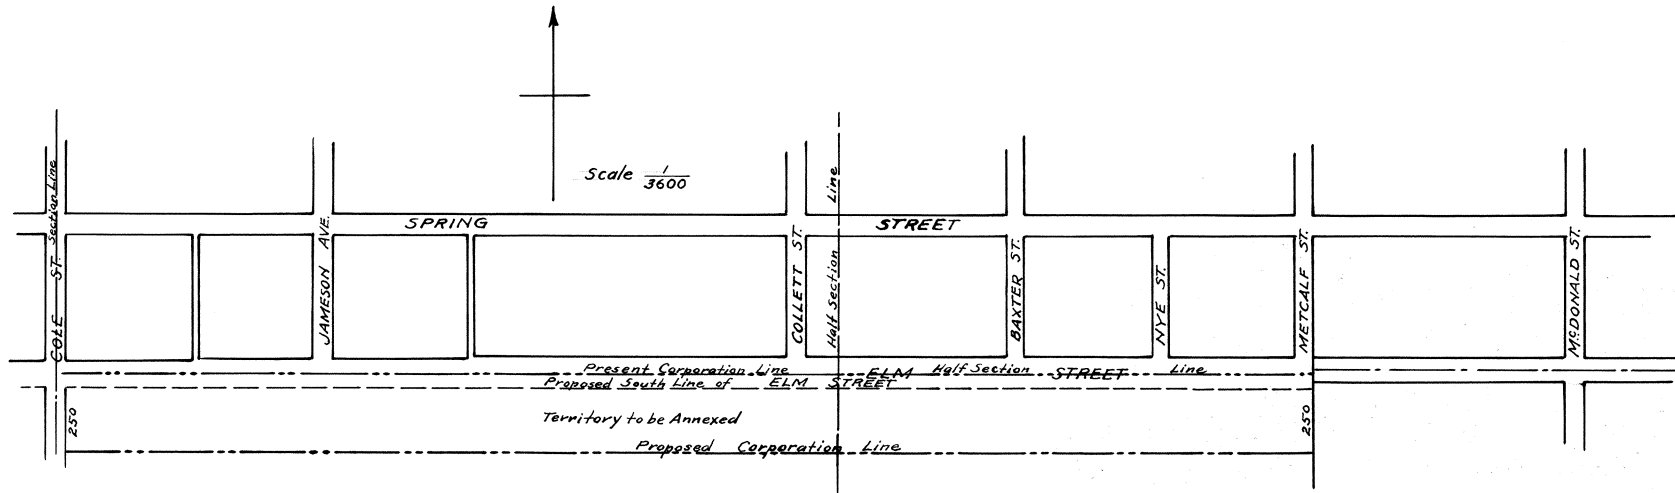 Scale 1/3600
SPRING STREET
COLE ST. Section Line
JAMESON AVE.
COLLETT ST.
Half Section Line
BAXTER ST.
NYE ST.
METCALF ST.
McDONALD ST.
Present Corporation Line
ELM STREET
Half Section Line
Proposed South Line of ELM STREET
250
Territory to be Annexed
250
Proposed Corporation Line